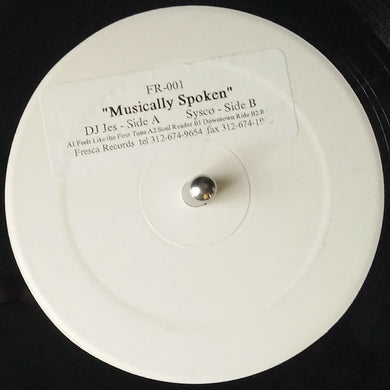 FR-001
"Musically Spoken"
DJ Jes - Side A Sysco - Side B
A1 Feels Like the First Time A2 Soul Reader B1 Downtown Ride B2
Fresca Records tel 312-674-9654 fax 312-674-